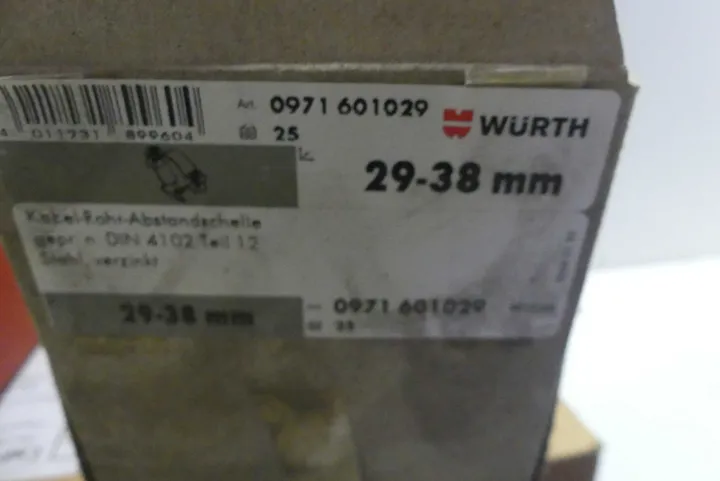 Art. 0971 601029
25
WÜRTH
4 011731 899604
29-38 mm
Kabel-Rohr-Abstandschelle
gepr. n. DIN 4102 Teil 12
Stahl, verzinkt
29-38 mm
0971 601029
25